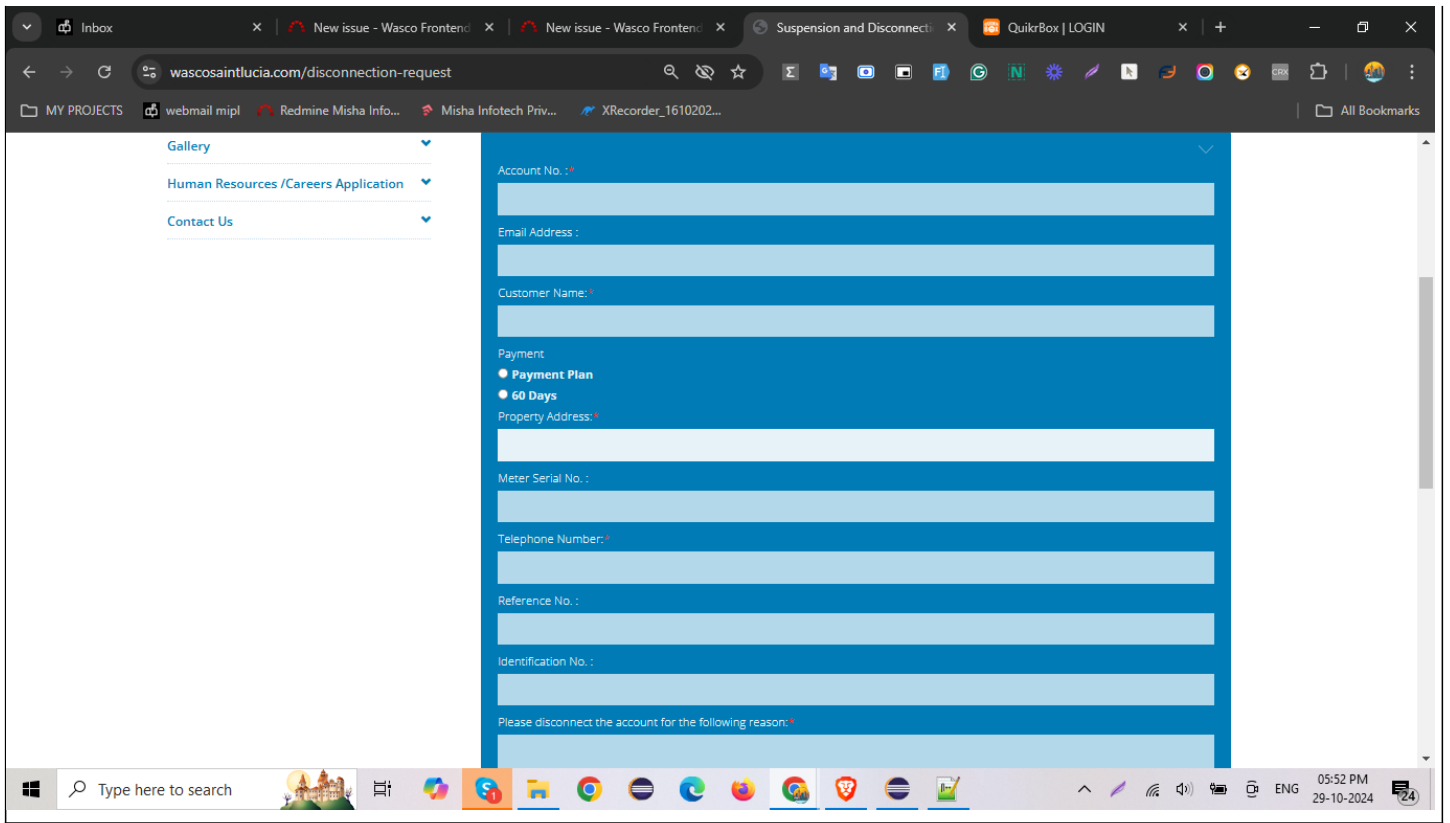 Inbox
New issue - Wasco Frontend
New issue - Wasco Frontend
Suspension and Disconnecti
QuikrBox | LOGIN
wascosaintlucia.com/disconnection-request
CRX
MY PROJECTS
webmail mipl
Redmine Misha Info...
Misha Infotech Priv...
XRecorder_1610202...
All Bookmarks
Gallery
Human Resources /Careers Application
Contact Us
Account No. :*
Email Address :
Customer Name:*
Payment
Payment Plan
60 Days
Property Address:*
Meter Serial No. :
Telephone Number:*
Reference No. :
Identification No. :
Please disconnect the account for the following reason:*
Type here to search
ENG
05:52 PM
29-10-2024
24